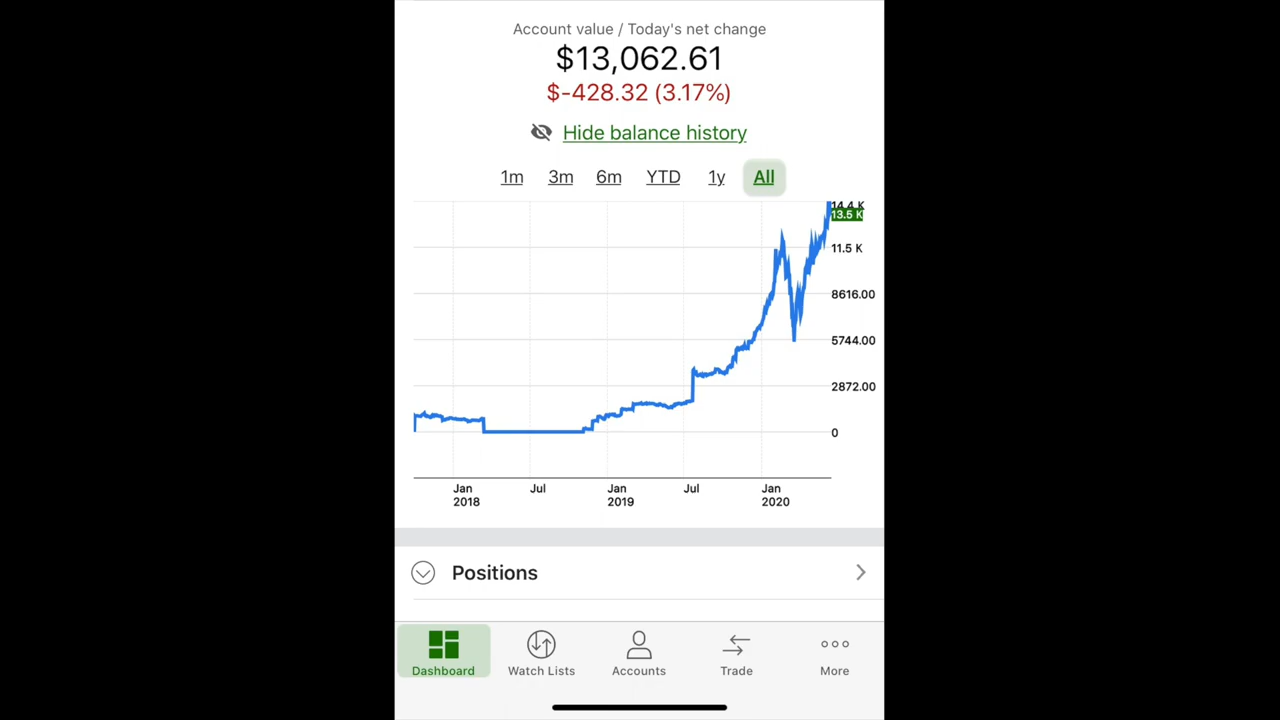 Account value / Today's net change
$13,062.61
$-428.32 (3.17%)
Hide balance history
1m 3m 6m YTD 1y All
14.4 K
13.5 K
11.5 K
8616.00
5744.00
2872.00
0
Jan Jul Jan Jul Jan
2018 2019 2020
Positions
Dashboard Watch Lists Accounts Trade More